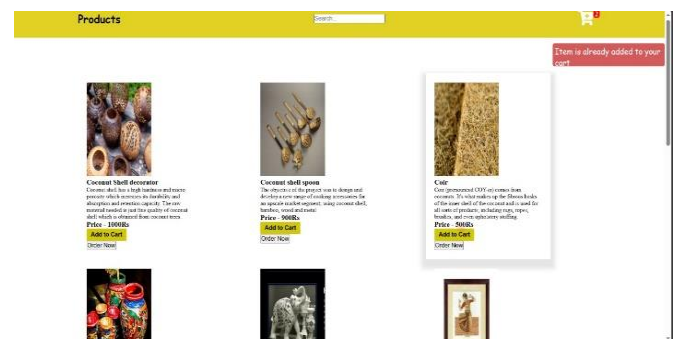 Products
Search...
Item is already added to your
cart
Coconut Shell decorator
Coconut shell has a high hardness and micro
porosity which increases its durability and
absorption and retention capacity. The raw
material needed is just fine quality of coconut
shell which is obtained from coconut trees.
Price - 1000Rs
Add to Cart
Order Now
Coconut shell spoon
The objective of the project was to design and
develop a new range of cooking accessories for
an upscale market segment, using coconut shell,
bamboo, wood and metal.
Price - 900Rs
Add to Cart
Order Now
Coir
Coir (pronounced COY-er) comes from
coconuts. It's what makes up the fibrous husks
of the inner shell of the coconut and is used for
all sorts of products, including rugs, ropes,
brushes, and even upholstery stuffing.
Price - 500Rs
Add to Cart
Order Now